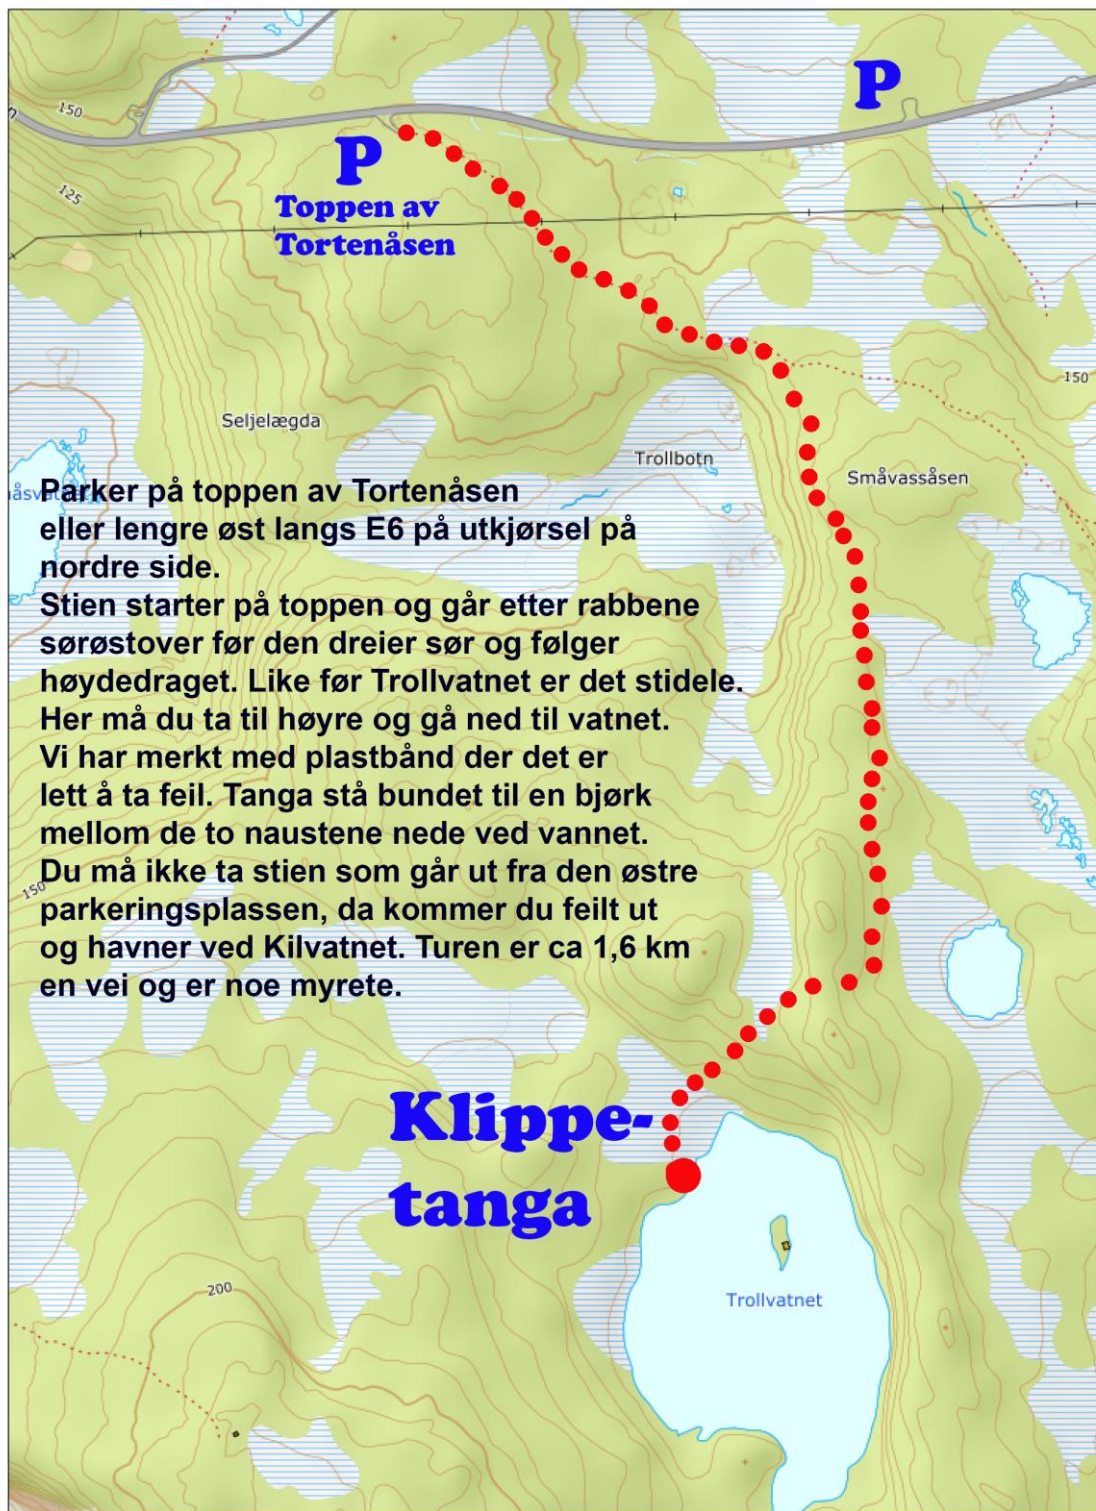 150
P
P
125
Toppen av
Tortenåsen
150
Seljelægda
Trollbotn
Småvassåsen
Parker på toppen av Tortenåsen
eller lengre øst langs E6 på utkjørsel på
nordre side.
Stien starter på toppen og går etter rabbene
sørøstover før den dreier sør og følger
høydedraget. Like før Trollvatnet er det stidele.
Her må du ta til høyre og gå ned til vatnet.
Vi har merkt med plastbånd der det er
lett å ta feil. Tanga stå bundet til en bjørk
mellom de to naustene nede ved vannet.
Du må ikke ta stien som går ut fra den østre
150
parkeringsplassen, da kommer du feilt ut
og havner ved Kilvatnet. Turen er ca 1,6 km
en vei og er noe myrete.
Klippe-
tanga
200
Trollvatnet